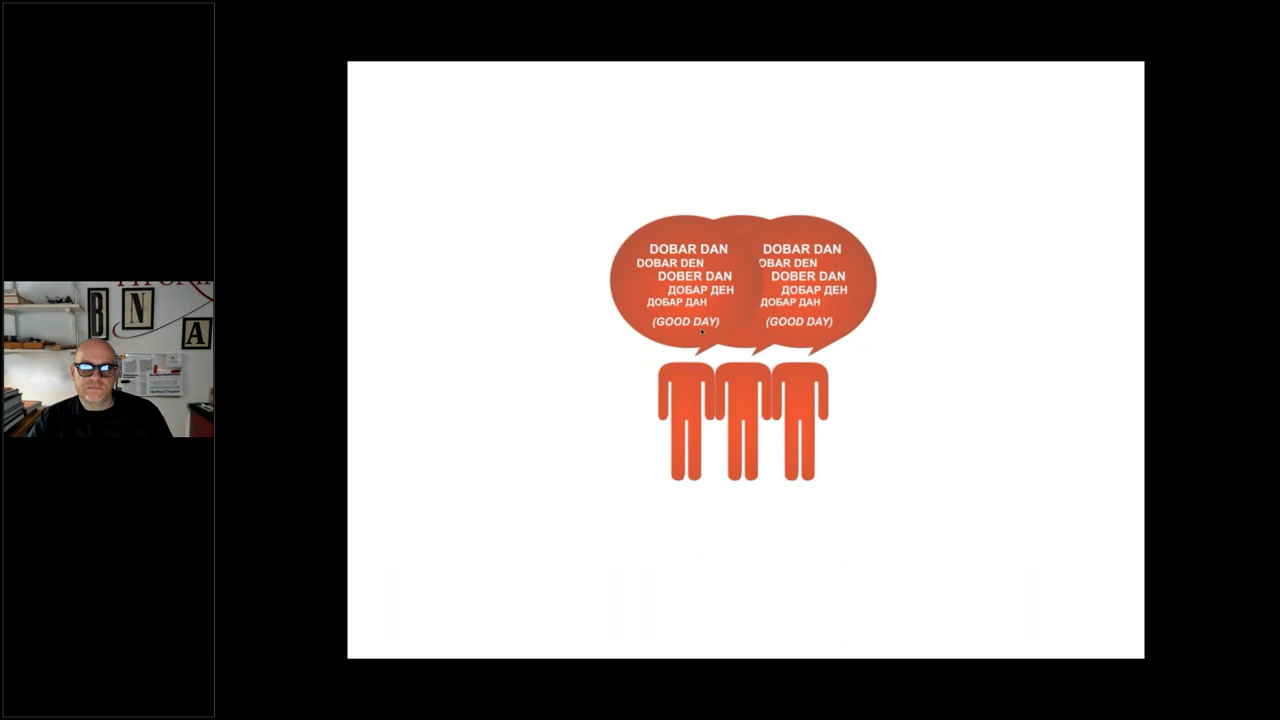 DOBAR DAN
DOBAR DEN
DOBER DAN
ДОБАР ДЕН
ДОБАР ДАН
(GOOD DAY)
DOBAR DAN
OBAR DEN
DOBER DAN
ДОБАР ДЕН
ДОБАР ДАН
(GOOD DAY)
B
N
A
Historical